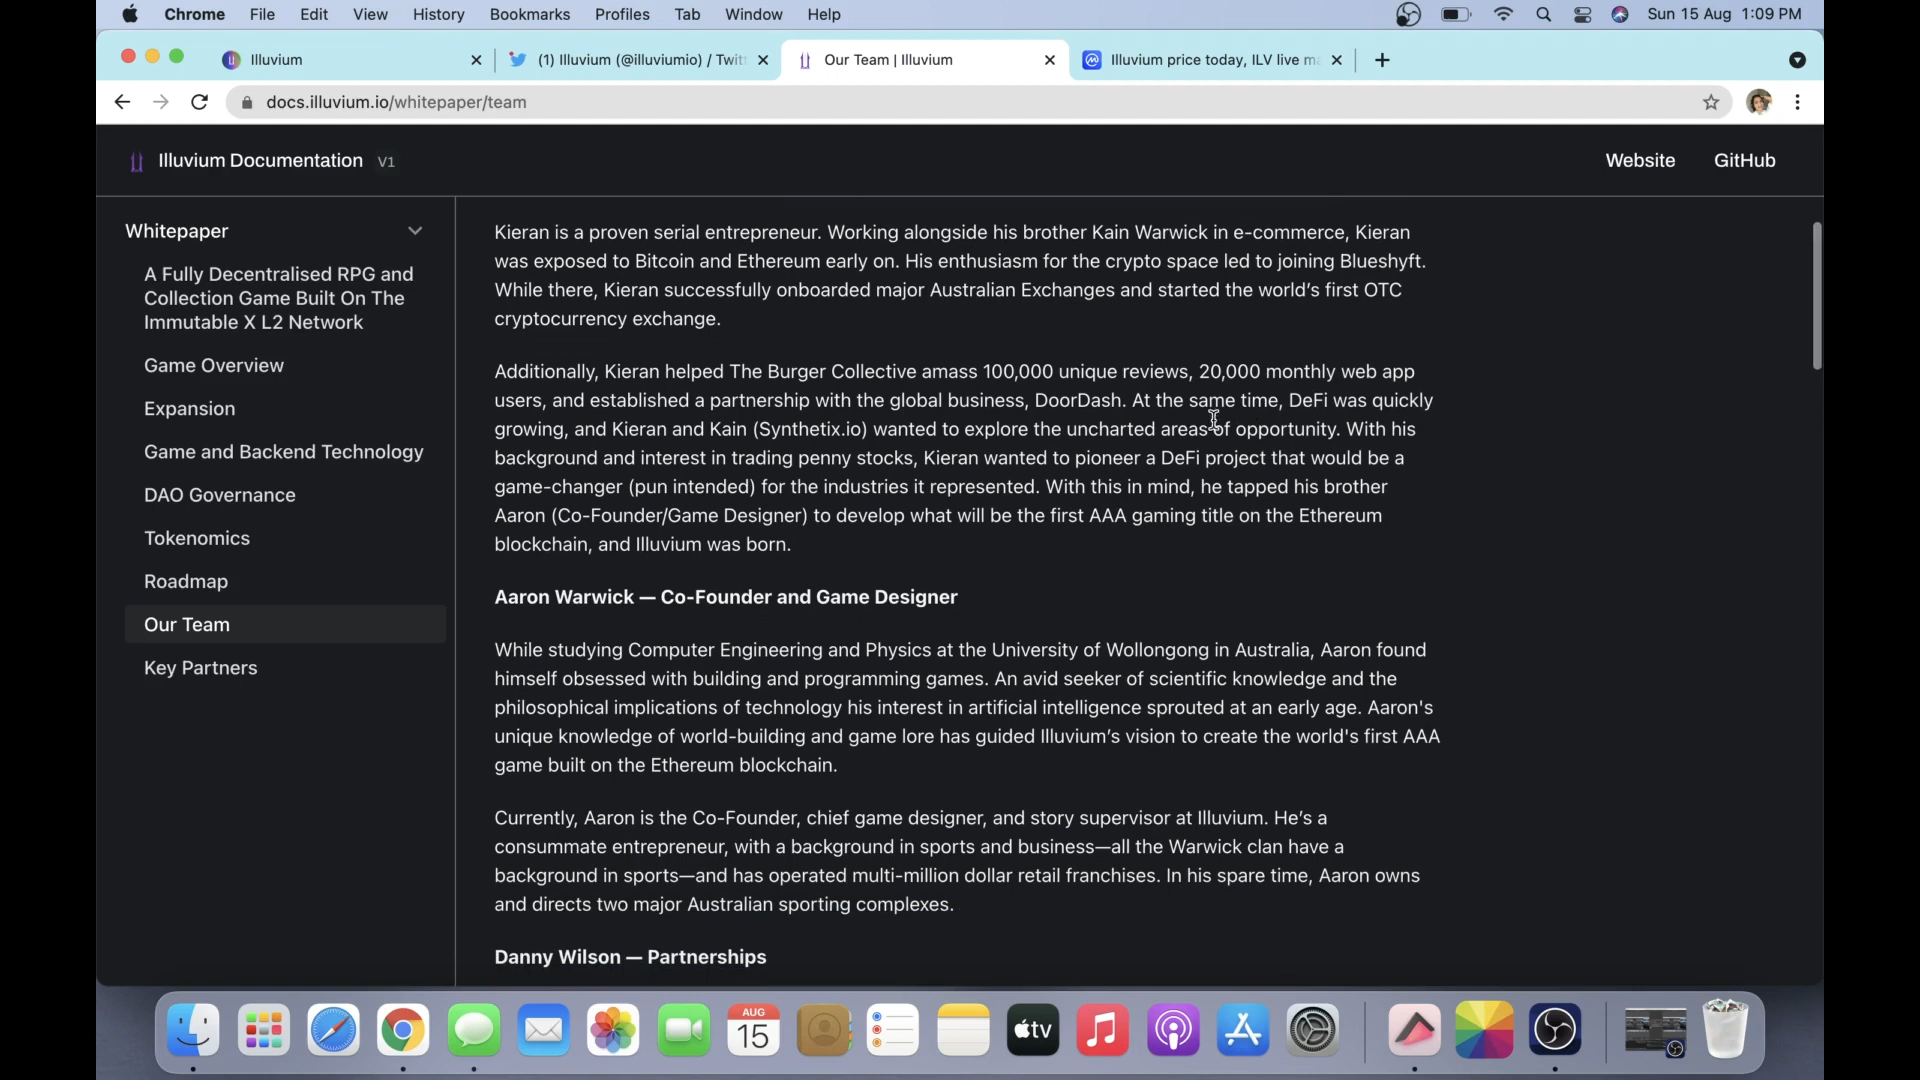 Chrome File Edit View History Bookmarks Profiles Tab Window Help Sun 15 Aug 1:09 PM
Illuvium (1) Illuvium (@illuviumio) / Twit Our Team | Illuvium Illuvium price today, ILV live ma
docs.illuvium.io/whitepaper/team
Illuvium Documentation V1 Website GitHub
Whitepaper
A Fully Decentralised RPG and
Collection Game Built On The
Immutable X L2 Network
Game Overview
Expansion
Game and Backend Technology
DAO Governance
Tokenomics
Roadmap
Our Team
Key Partners
Kieran is a proven serial entrepreneur. Working alongside his brother Kain Warwick in e-commerce, Kieran
was exposed to Bitcoin and Ethereum early on. His enthusiasm for the crypto space led to joining Blueshyft.
While there, Kieran successfully onboarded major Australian Exchanges and started the world’s first OTC
cryptocurrency exchange.
Additionally, Kieran helped The Burger Collective amass 100,000 unique reviews, 20,000 monthly web app
users, and established a partnership with the global business, DoorDash. At the same time, DeFi was quickly
growing, and Kieran and Kain (Synthetix.io) wanted to explore the uncharted areas of opportunity. With his
background and interest in trading penny stocks, Kieran wanted to pioneer a DeFi project that would be a
game-changer (pun intended) for the industries it represented. With this in mind, he tapped his brother
Aaron (Co-Founder/Game Designer) to develop what will be the first AAA gaming title on the Ethereum
blockchain, and Illuvium was born.
Aaron Warwick — Co-Founder and Game Designer
While studying Computer Engineering and Physics at the University of Wollongong in Australia, Aaron found
himself obsessed with building and programming games. An avid seeker of scientific knowledge and the
philosophical implications of technology his interest in artificial intelligence sprouted at an early age. Aaron's
unique knowledge of world-building and game lore has guided Illuvium’s vision to create the world's first AAA
game built on the Ethereum blockchain.
Currently, Aaron is the Co-Founder, chief game designer, and story supervisor at Illuvium. He’s a
consummate entrepreneur, with a background in sports and business—all the Warwick clan have a
background in sports—and has operated multi-million dollar retail franchises. In his spare time, Aaron owns
and directs two major Australian sporting complexes.
Danny Wilson — Partnerships
AUG
15
tv